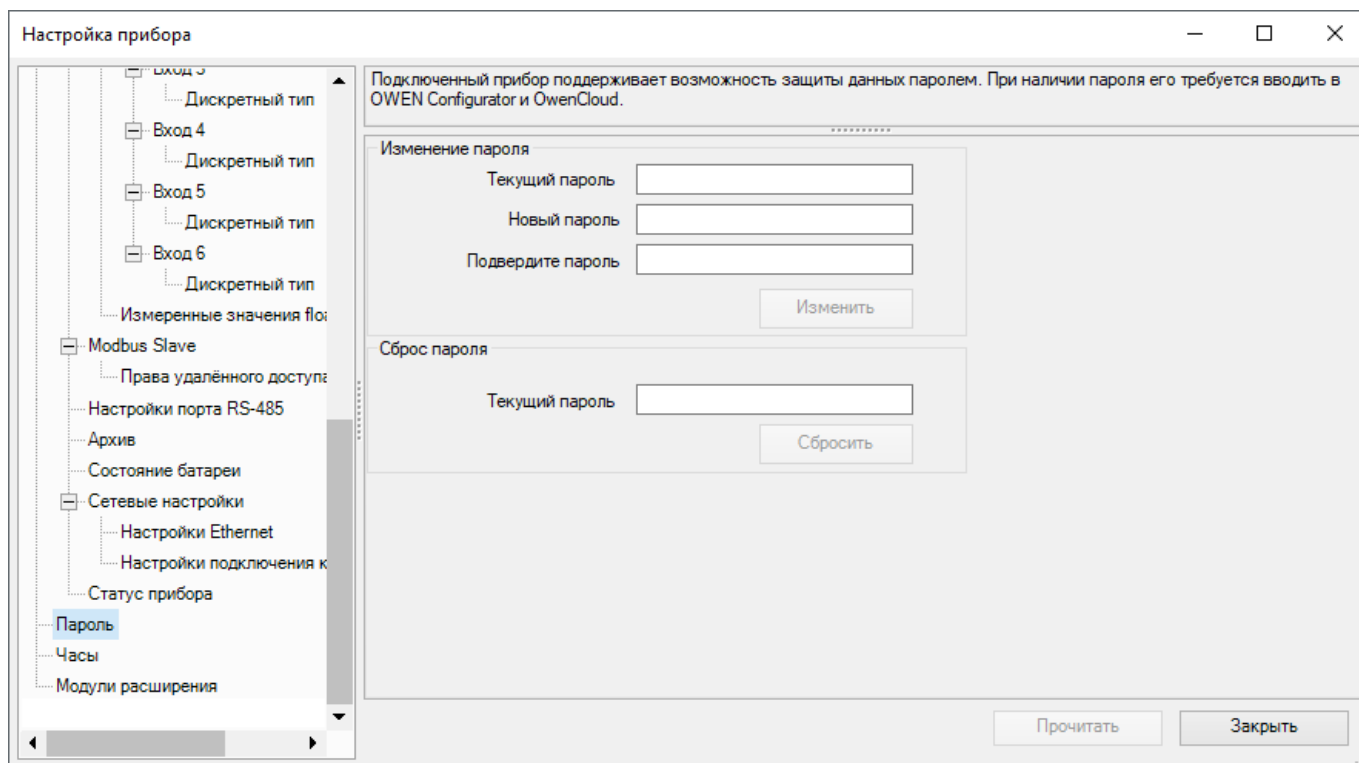 Настройка прибора
Вход 3
Дискретный тип
Вход 4
Дискретный тип
Вход 5
Дискретный тип
Вход 6
Дискретный тип
Измеренные значения floa
Modbus Slave
Права удалённого доступа
Настройки порта RS-485
Архив
Состояние батареи
Сетевые настройки
Настройки Ethernet
Настройки подключения к
Статус прибора
Пароль
Часы
Модули расширения
Подключенный прибор поддерживает возможность защиты данных паролем. При наличии пароля его требуется вводить в
OWEN Configurator и OwenCloud.
Изменение пароля
Текущий пароль
Новый пароль
Подвердите пароль
Изменить
Сброс пароля
Текущий пароль
Сбросить
Прочитать
Закрыть